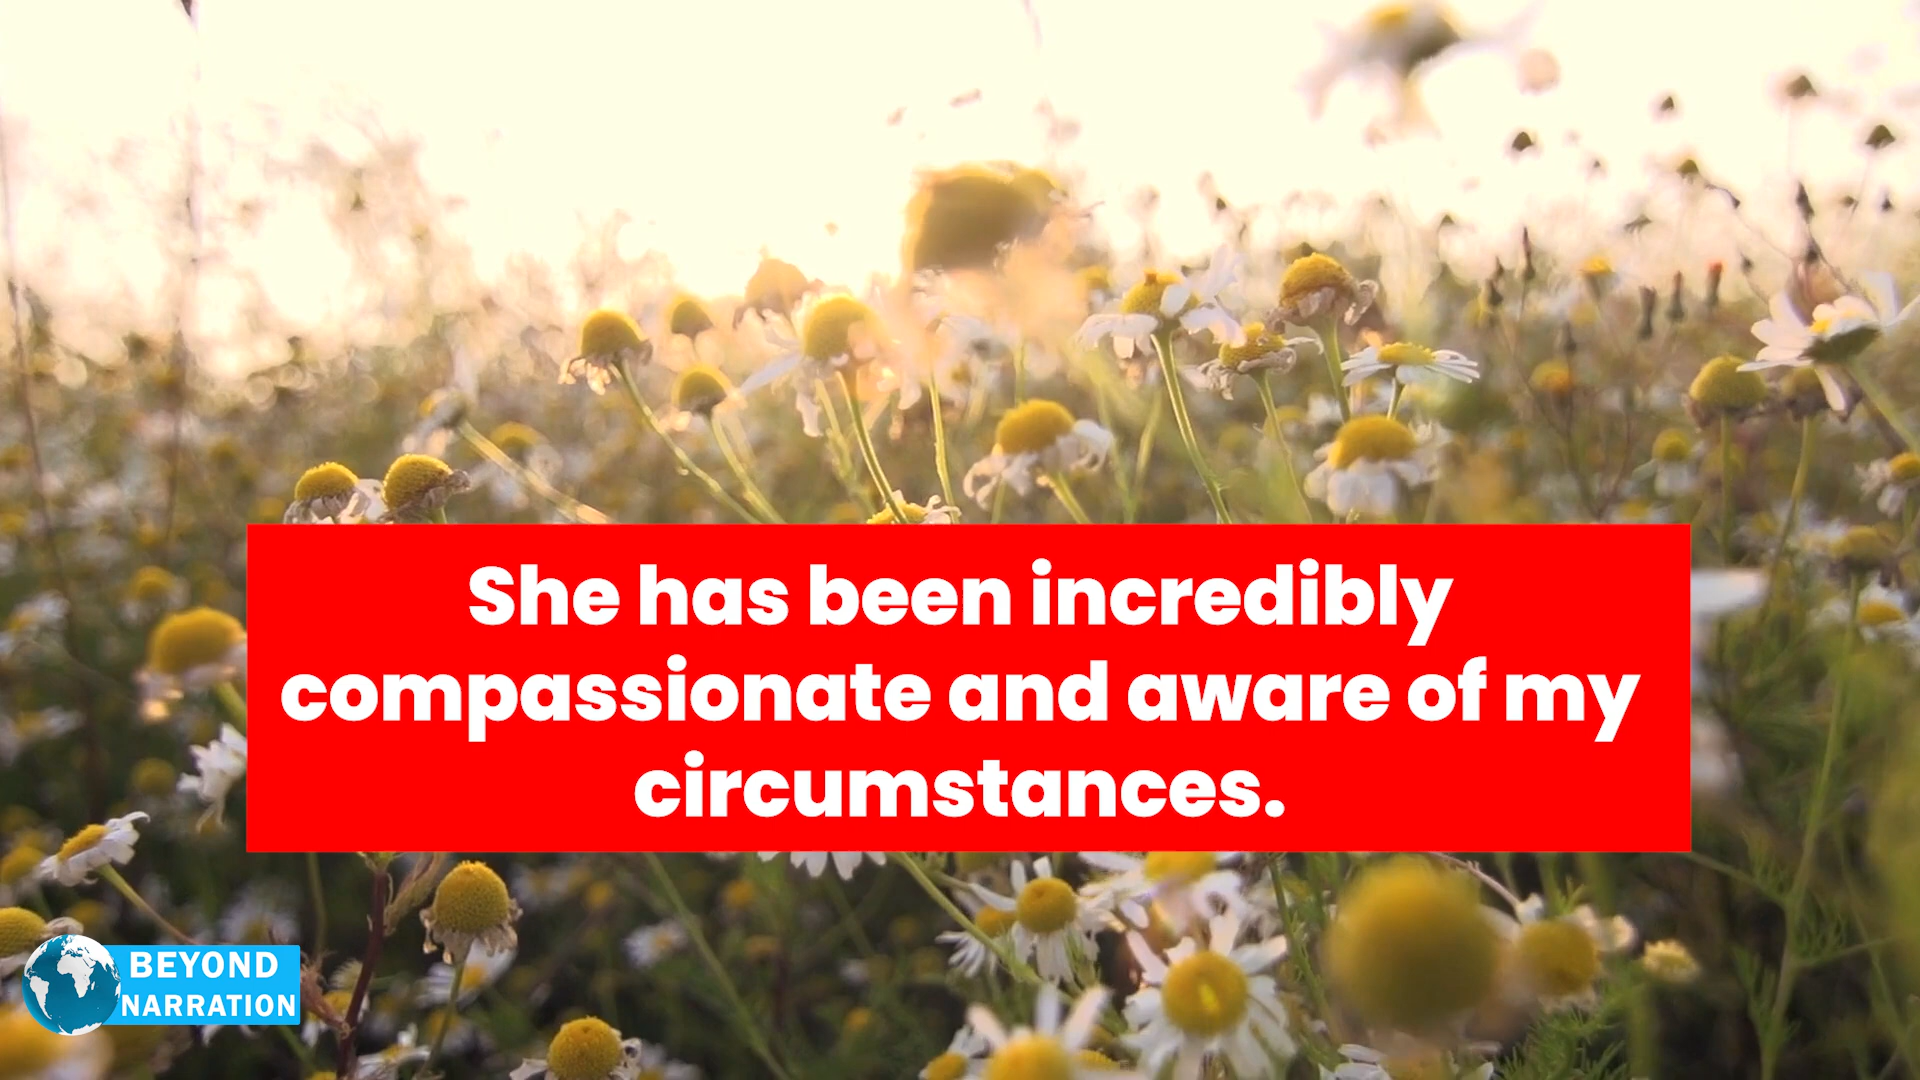 She has been incredibly
compassionate and aware of my
circumstances.
BEYOND
NARRATION